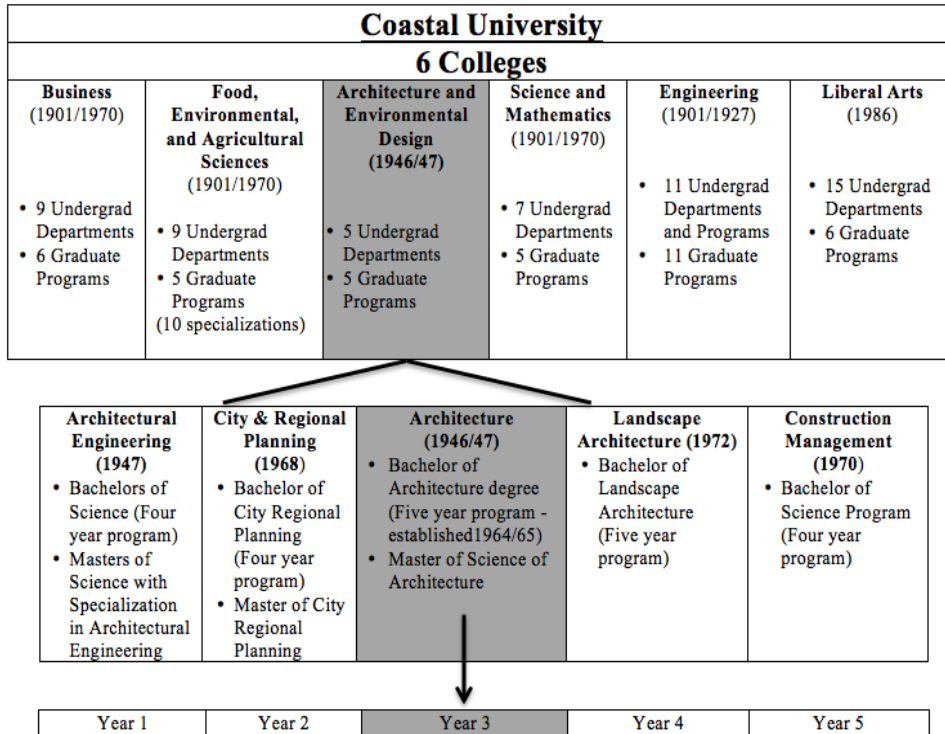 Coastal University
6 Colleges
Business
(1901/1970)
• 9 Undergrad
Departments
• 6 Graduate
Programs
Food,
Environmental,
and Agricultural
Sciences
(1901/1970)
• 9 Undergrad
Departments
• 5 Graduate
Programs
(10 specializations)
Architecture and
Environmental
Design
(1946/47)
• 5 Undergrad
Departments
• 5 Graduate
Programs
Science and
Mathematics
(1901/1970)
• 7 Undergrad
Departments
• 5 Graduate
Programs
Engineering
(1901/1927)
• 11 Undergrad
Departments
and Programs
• 11 Graduate
Programs
Liberal Arts
(1986)
• 15 Undergrad
Departments
• 6 Graduate
Programs
Architectural
Engineering
(1947)
• Bachelors of
Science (Four
year program)
• Masters of
Science with
Specialization
in Architectural
Engineering
City & Regional
Planning
(1968)
• Bachelor of
City Regional
Planning
(Four year
program)
• Master of City
Regional
Planning
Architecture
(1946/47)
• Bachelor of
Architecture degree
(Five year program -
established1964/65)
• Master of Science of
Architecture
Landscape
Architecture (1972)
• Bachelor of
Landscape
Architecture
(Five year
program)
Construction
Management
(1970)
• Bachelor of
Science Program
(Four year
program)
Year 1
Year 2
Year 3
Year 4
Year 5